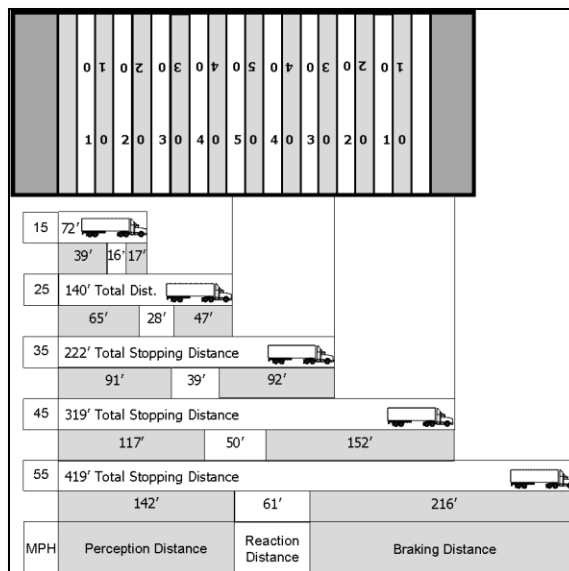 0 1 0 2 0 3 0 4 0 5 0 4 0 3 0 2 0 1
1 0 2 0 3 0 4 0 5 0 4 0 3 0 2 0 1 0
15 72′
39′ 16′ 17′
25 140′ Total Dist.
65′ 28′ 47′
35 222′ Total Stopping Distance
91′ 39′ 92′
45 319′ Total Stopping Distance
117′ 50′ 152′
55 419′ Total Stopping Distance
142′ 61′ 216′
MPH Perception Distance Reaction Distance Braking Distance